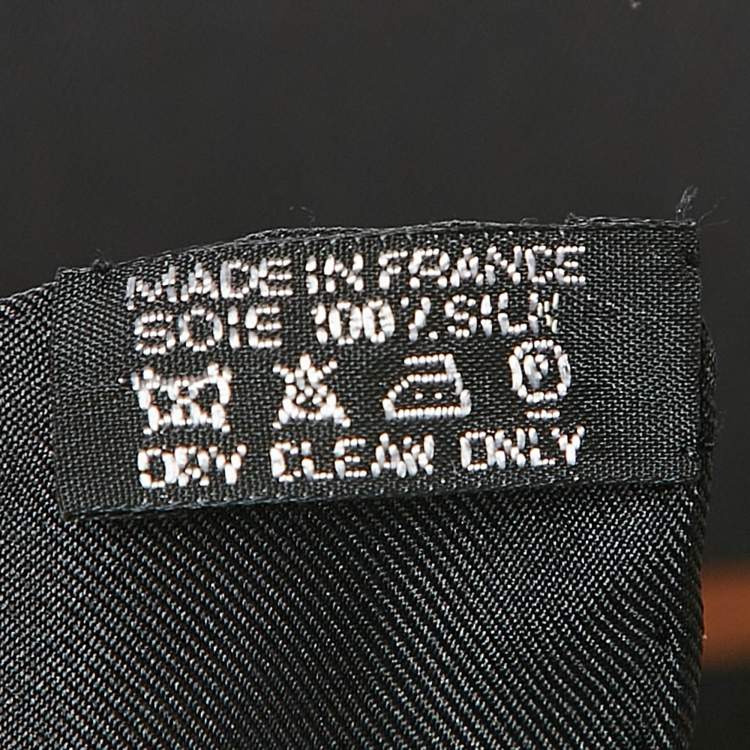 MADE IN FRANCE
SOIE 100% SILK
P
DRY CLEAN ONLY